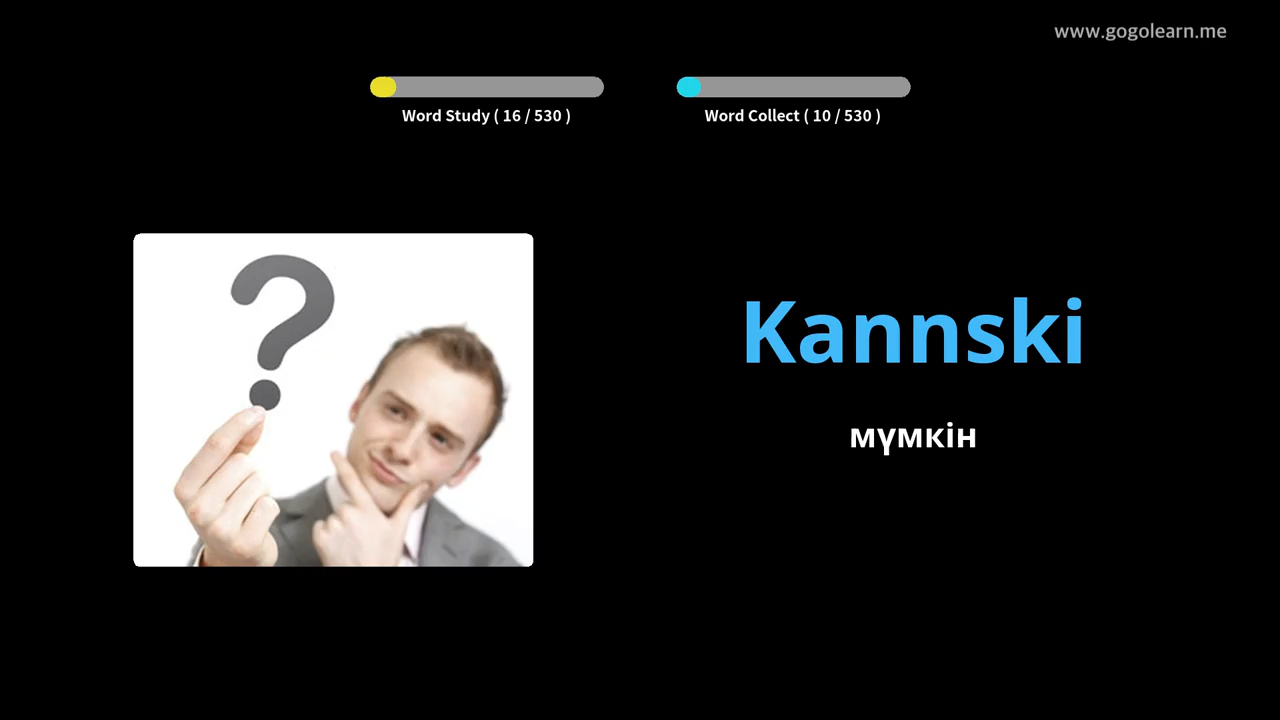 www.gogolearn.me
Word Study ( 16 / 530 )
Word Collect ( 10 / 530 )
?
Kannski
мүмкін